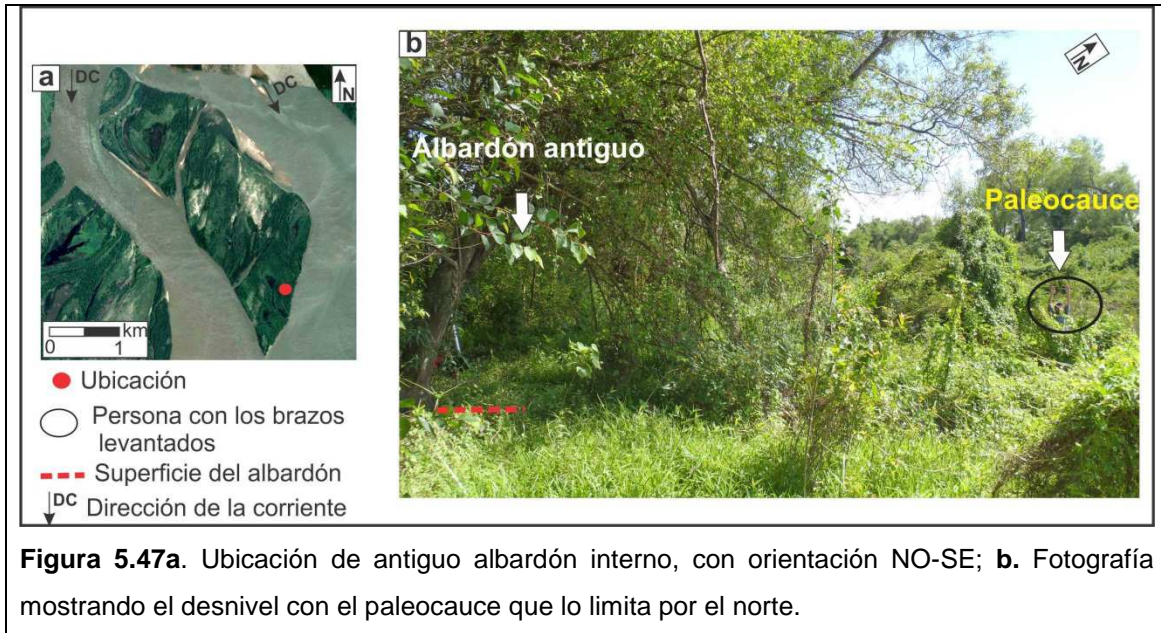 a
DC
DC
N
km
0 1
Ubicación
Persona con los brazos
levantados
Superficie del albardón
DC Dirección de la corriente
b
N
Albardón antiguo
Paleocauce
Figura 5.47a. Ubicación de antiguo albardón interno, con orientación NO-SE; b. Fotografía
mostrando el desnivel con el paleocauce que lo limita por el norte.